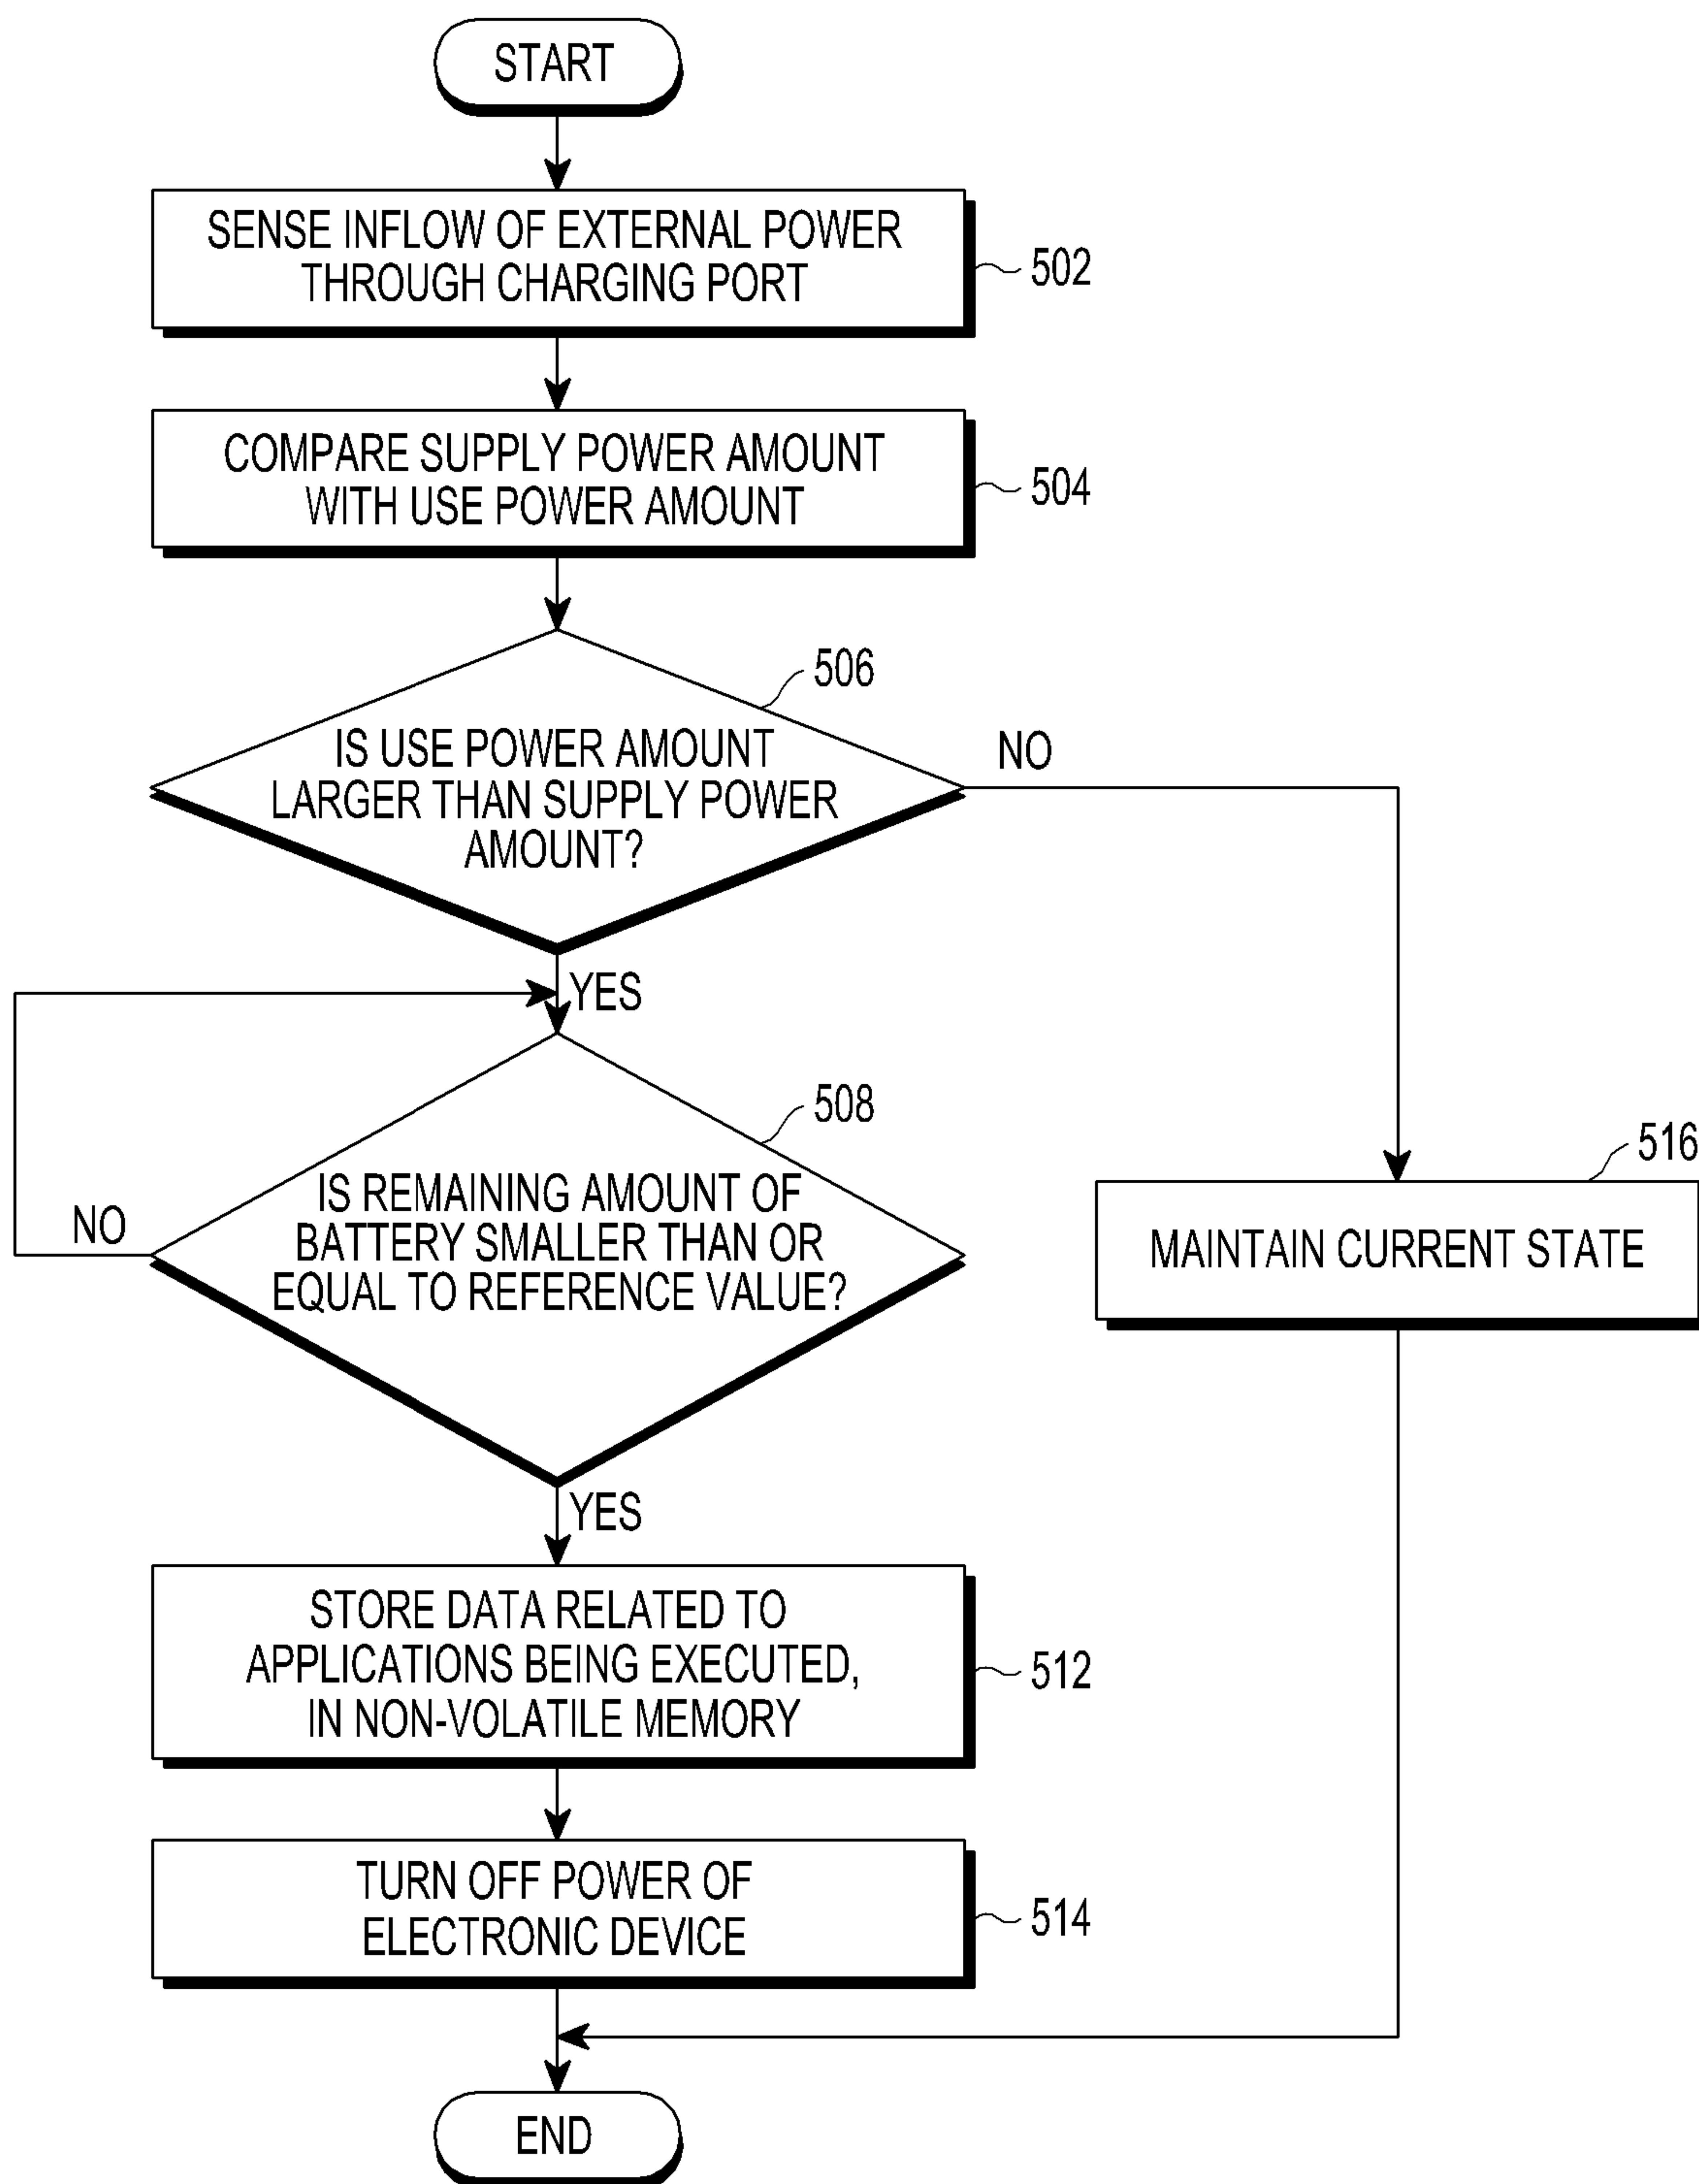 START
SENSE INFLOW OF EXTERNAL POWER
THROUGH CHARGING PORT
502
COMPARE SUPPLY POWER AMOUNT
WITH USE POWER AMOUNT
504
506
IS USE POWER AMOUNT
LARGER THAN SUPPLY POWER
AMOUNT?
NO
YES
508
IS REMAINING AMOUNT OF
BATTERY SMALLER THAN OR
EQUAL TO REFERENCE VALUE?
NO
516
MAINTAIN CURRENT STATE
YES
STORE DATA RELATED TO
APPLICATIONS BEING EXECUTED,
IN NON-VOLATILE MEMORY
512
TURN OFF POWER OF
ELECTRONIC DEVICE
514
END